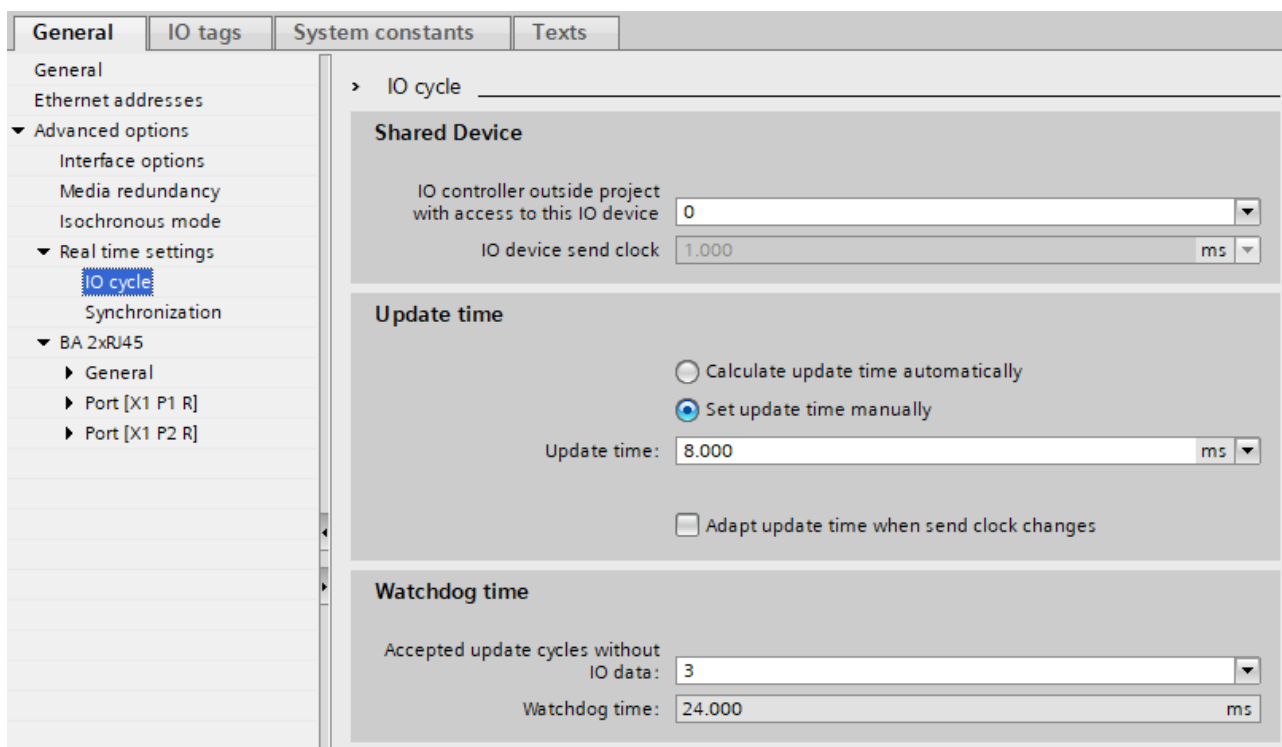 General IO tags System constants Texts
General
Ethernet addresses
Advanced options
Interface options
Media redundancy
Isochronous mode
Real time settings
IO cycle
Synchronization
BA 2xRJ45
General
Port [X1 P1 R]
Port [X1 P2 R]
IO cycle
Shared Device
IO controller outside project
with access to this IO device 0
IO device send clock 1.000 ms
Update time
Calculate update time automatically
Set update time manually
Update time: 8.000 ms
Adapt update time when send clock changes
Watchdog time
Accepted update cycles without
IO data: 3
Watchdog time: 24.000 ms